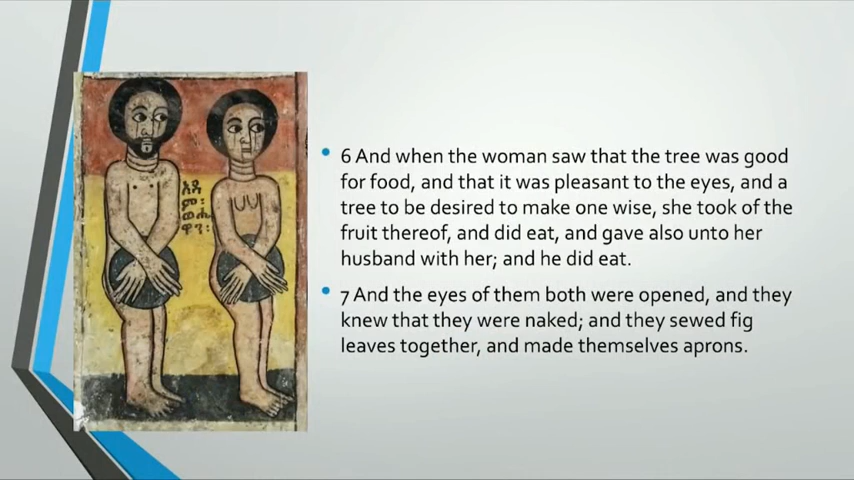 አዳ
ም፡
ወሔ
ዋን፡
• 6 And when the woman saw that the tree was good
for food, and that it was pleasant to the eyes, and a
tree to be desired to make one wise, she took of the
fruit thereof, and did eat, and gave also unto her
husband with her; and he did eat.
• 7 And the eyes of them both were opened, and they
knew that they were naked; and they sewed fig
leaves together, and made themselves aprons.